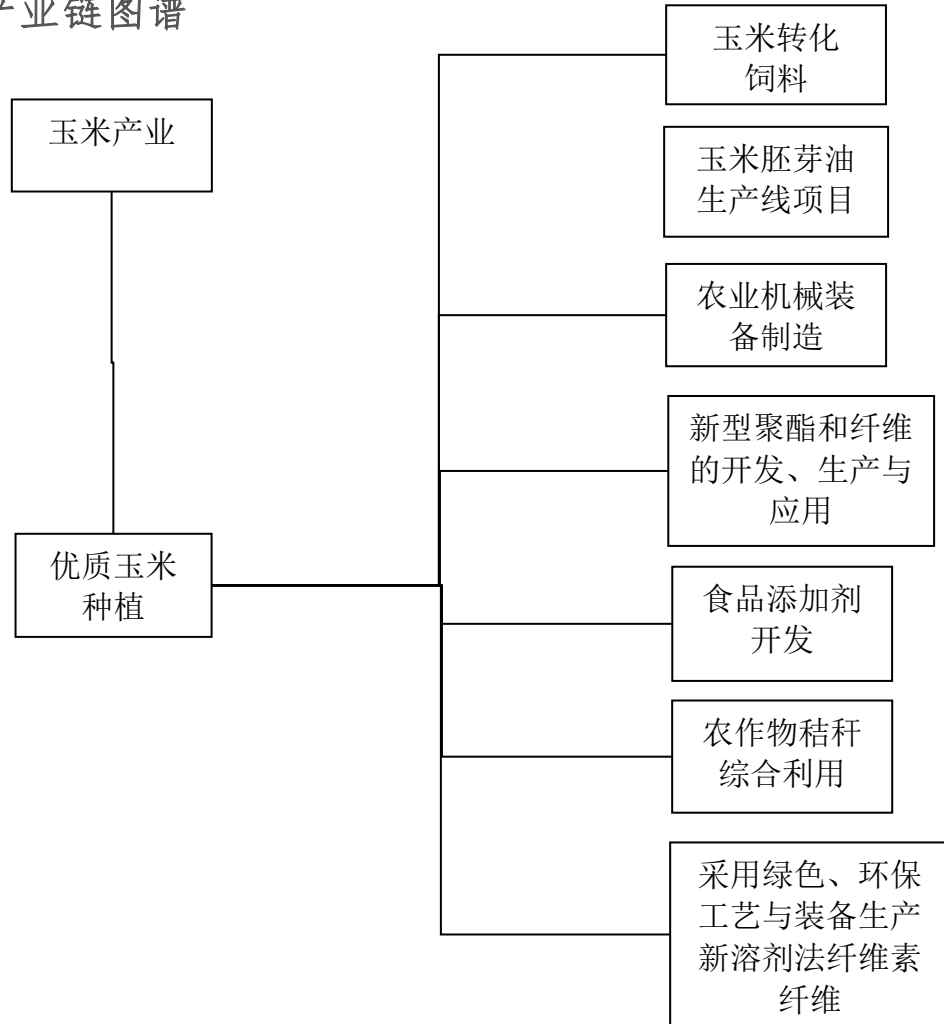 产业链图谱
玉米产业
优质玉米
种植
玉米转化
饲料
玉米胚芽油
生产线项目
农业机械装
备制造
新型聚酯和纤维
的开发、生产与
应用
食品添加剂
开发
农作物秸秆
综合利用
采用绿色、环保
工艺与装备生产
新溶剂法纤维素
纤维